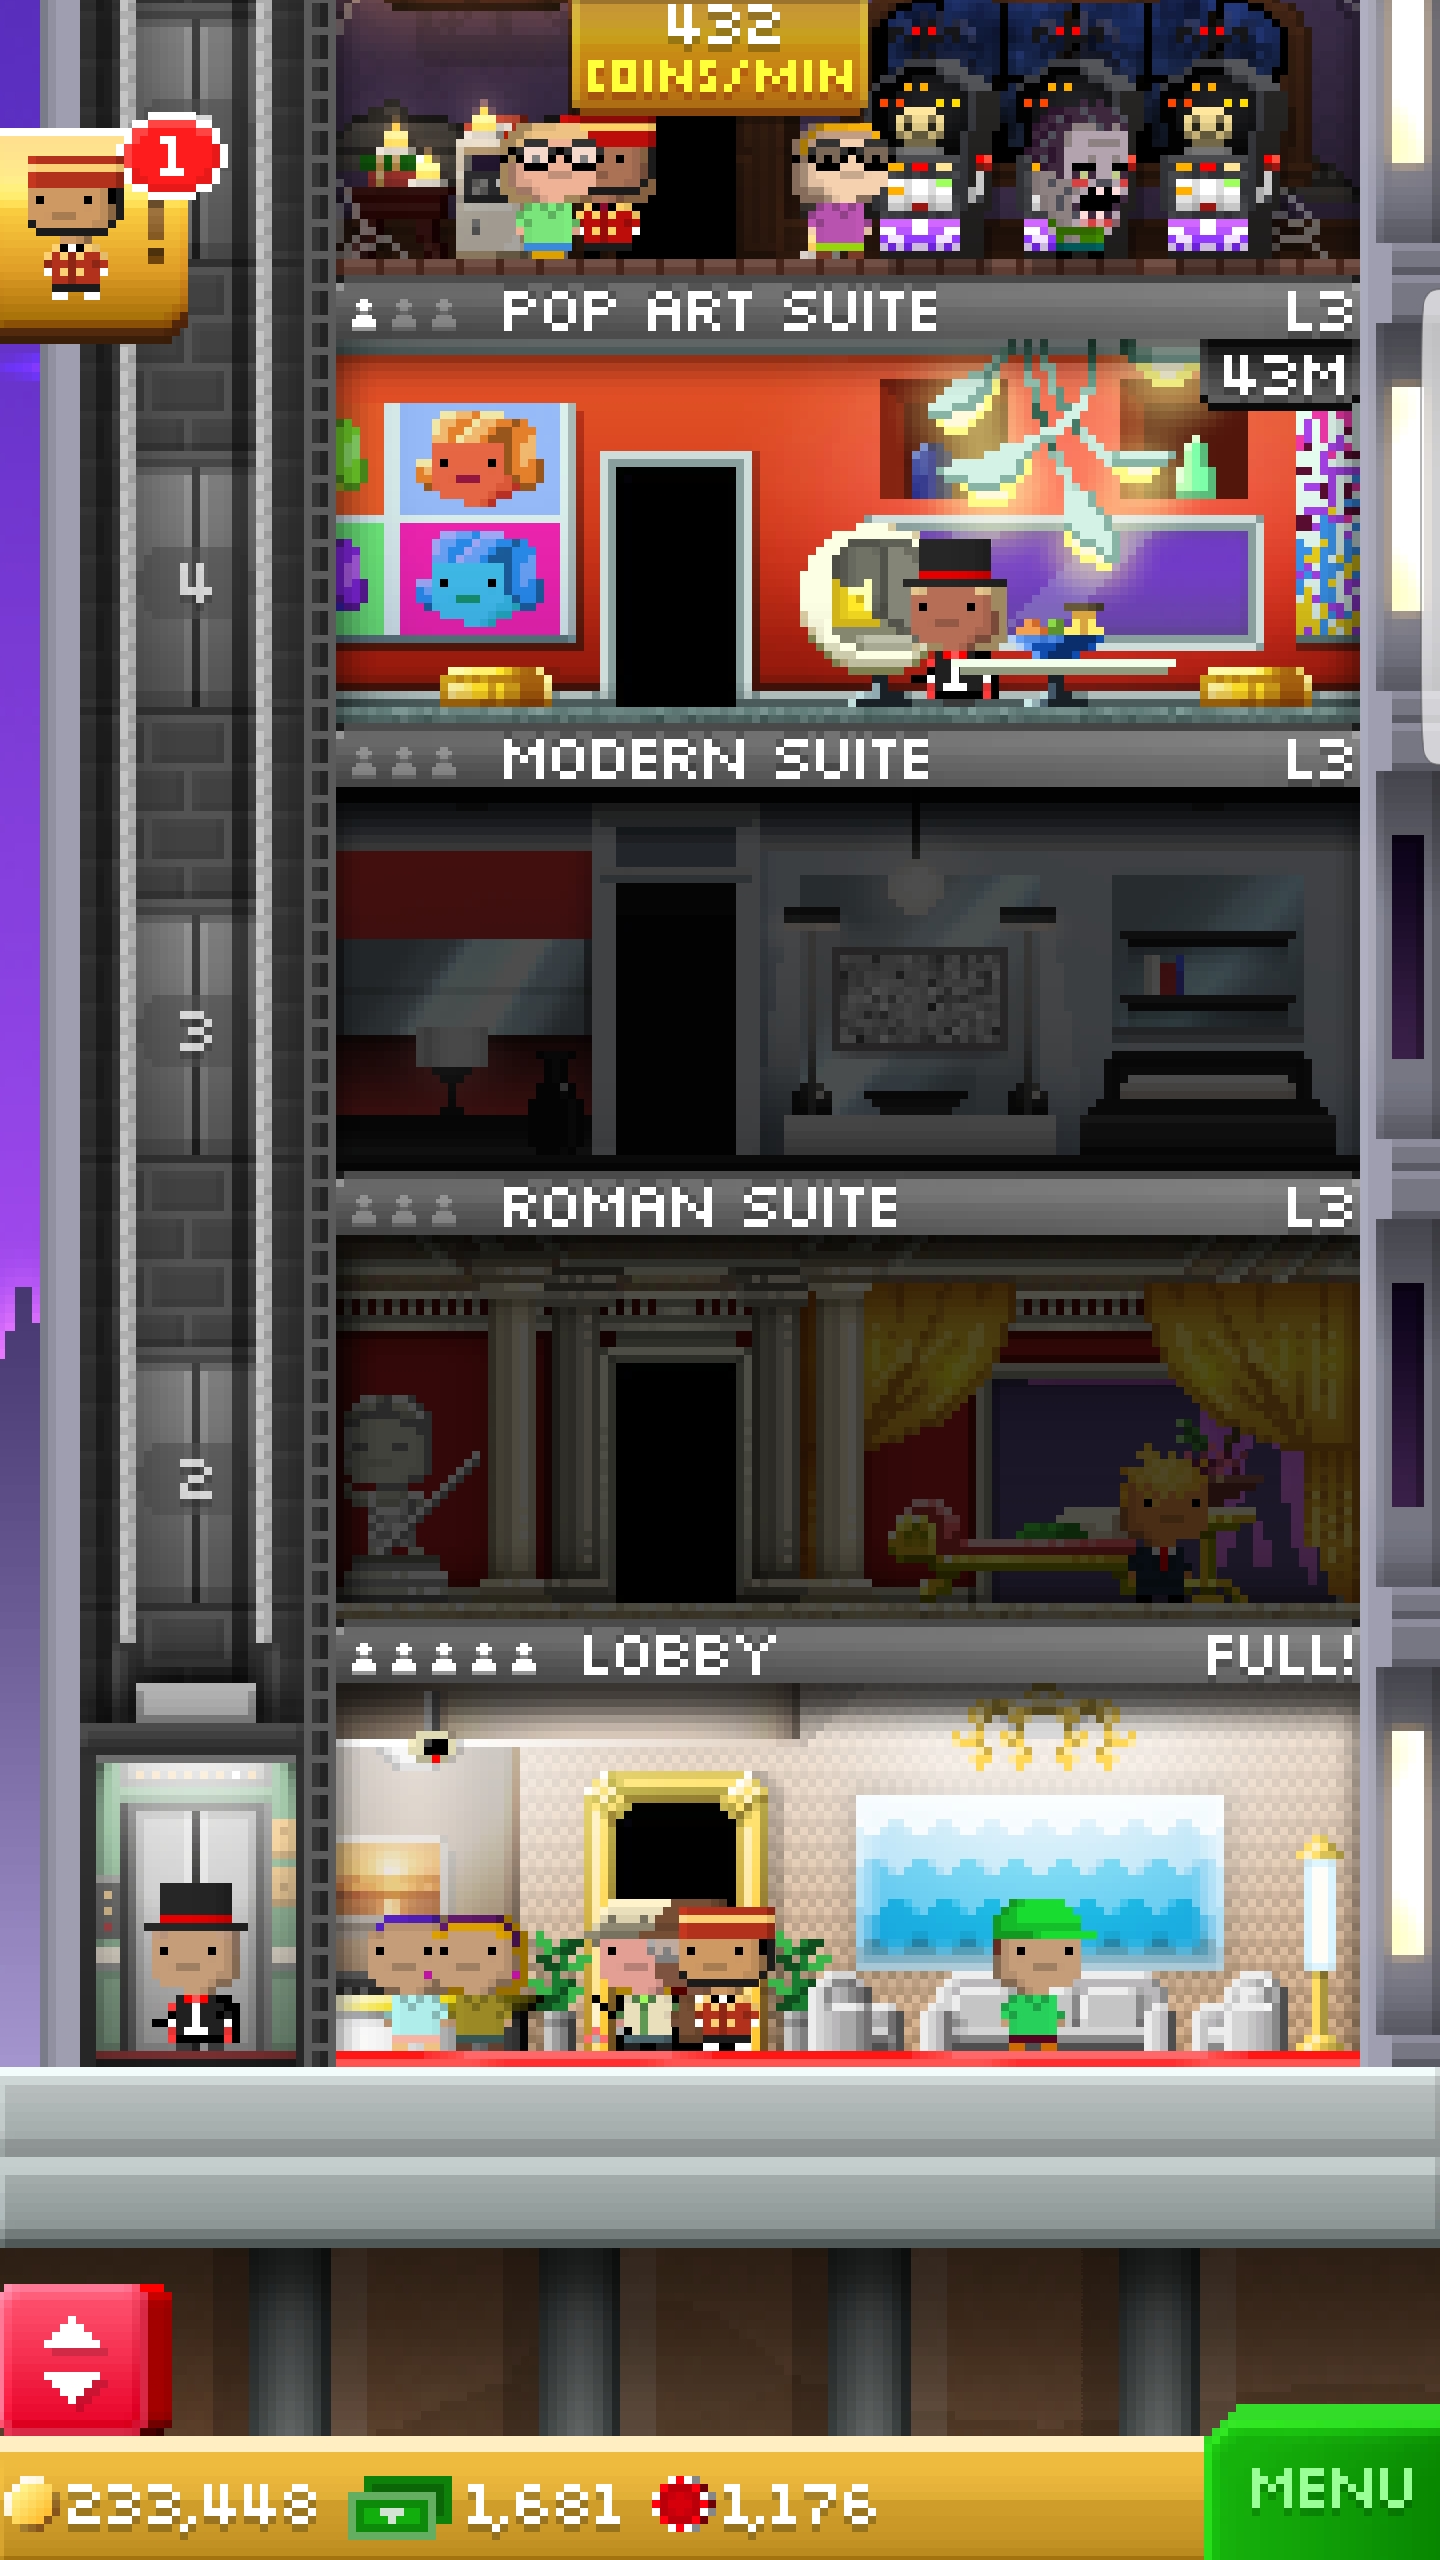 432
COINS/MIN
1
POP ART SUITE L3
43M
4
MODERN SUITE L3
3
ROMAN SUITE L3
2
LOBBY FULL!
233,448 1,681 1,176
MENU